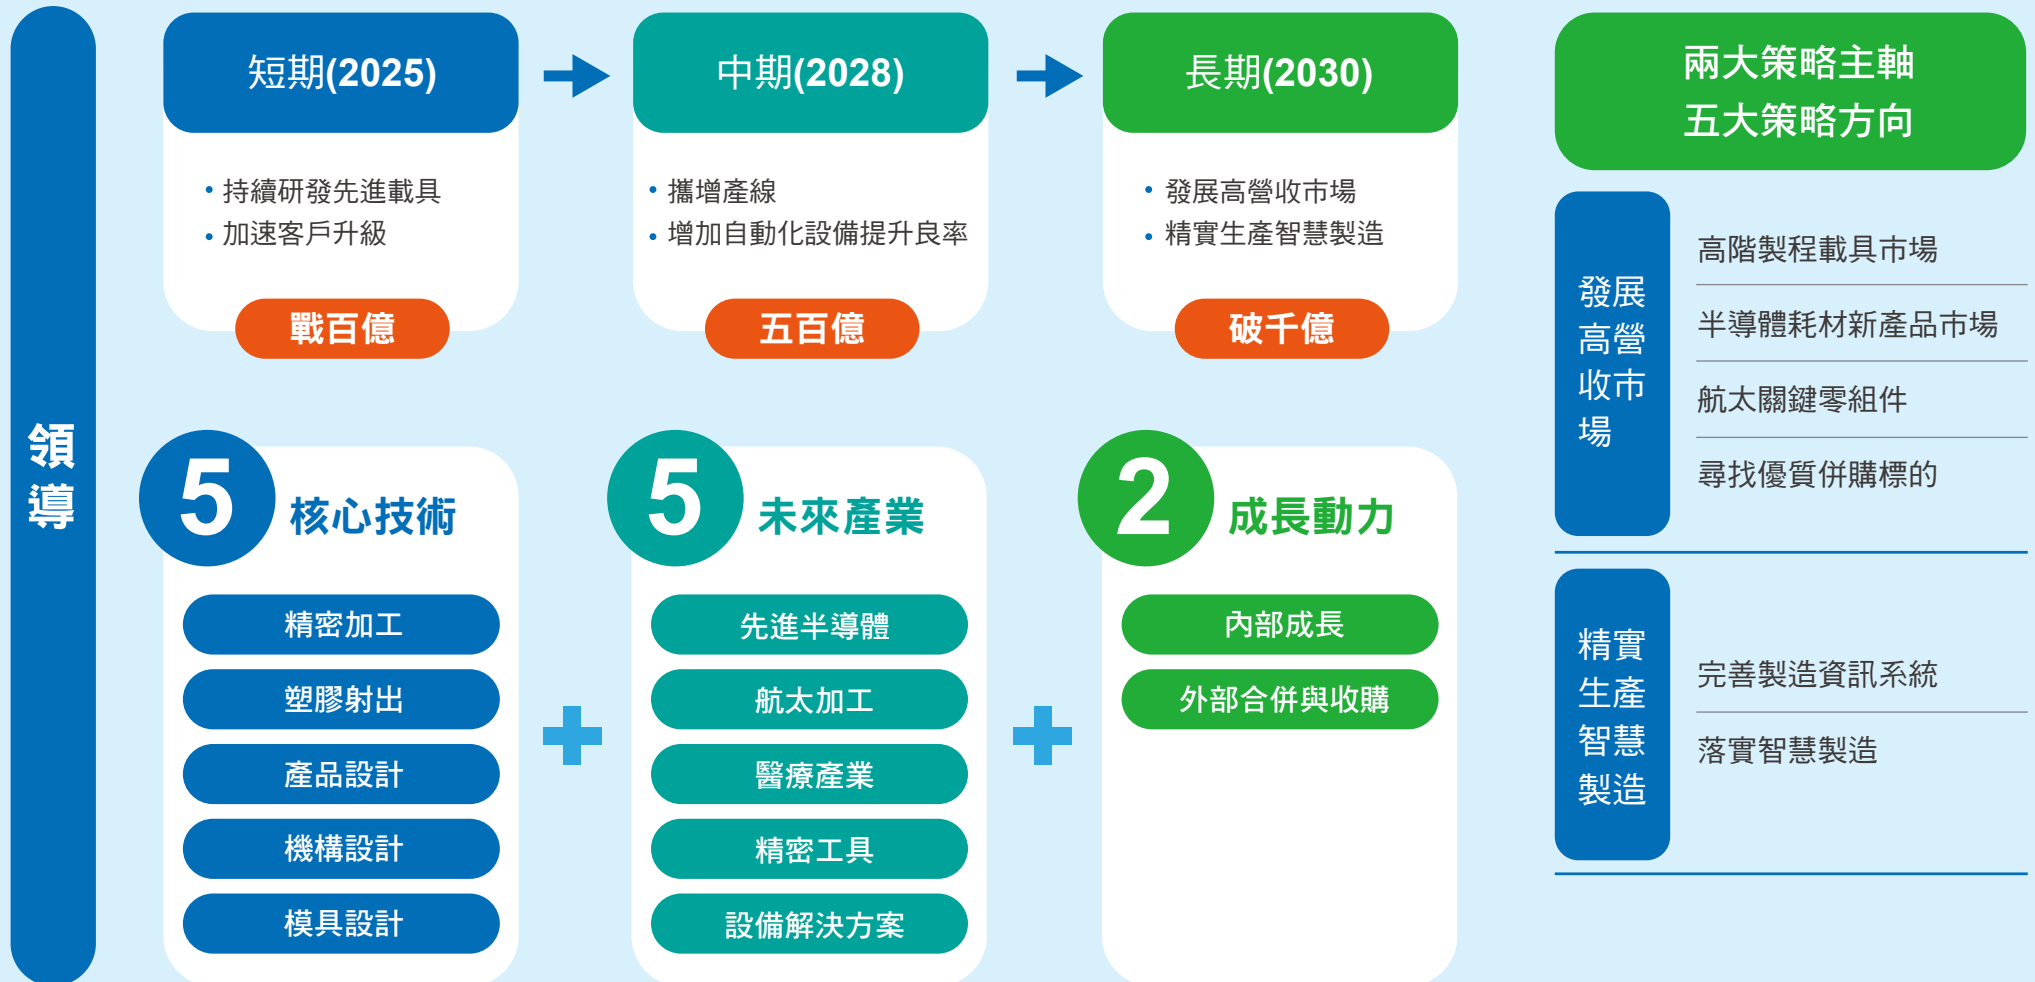 領導
短期(2025)
・持續研發先進載具
・加速客戶升級
戰百億
中期(2028)
・攜增產線
・增加自動化設備提升良率
五百億
長期(2030)
・發展高營收市場
・精實生產智慧製造
破千億
5 核心技術
精密加工
塑膠射出
產品設計
機構設計
模具設計
5 未來產業
先進半導體
航太加工
醫療產業
精密工具
設備解決方案
2 成長動力
內部成長
外部合併與收購
兩大策略主軸
五大策略方向
發展
高營
收市
場
高階製程載具市場
半導體耗材新產品市場
航太關鍵零組件
尋找優質併購標的
精實
生產
智慧
製造
完善製造資訊系統
落實智慧製造